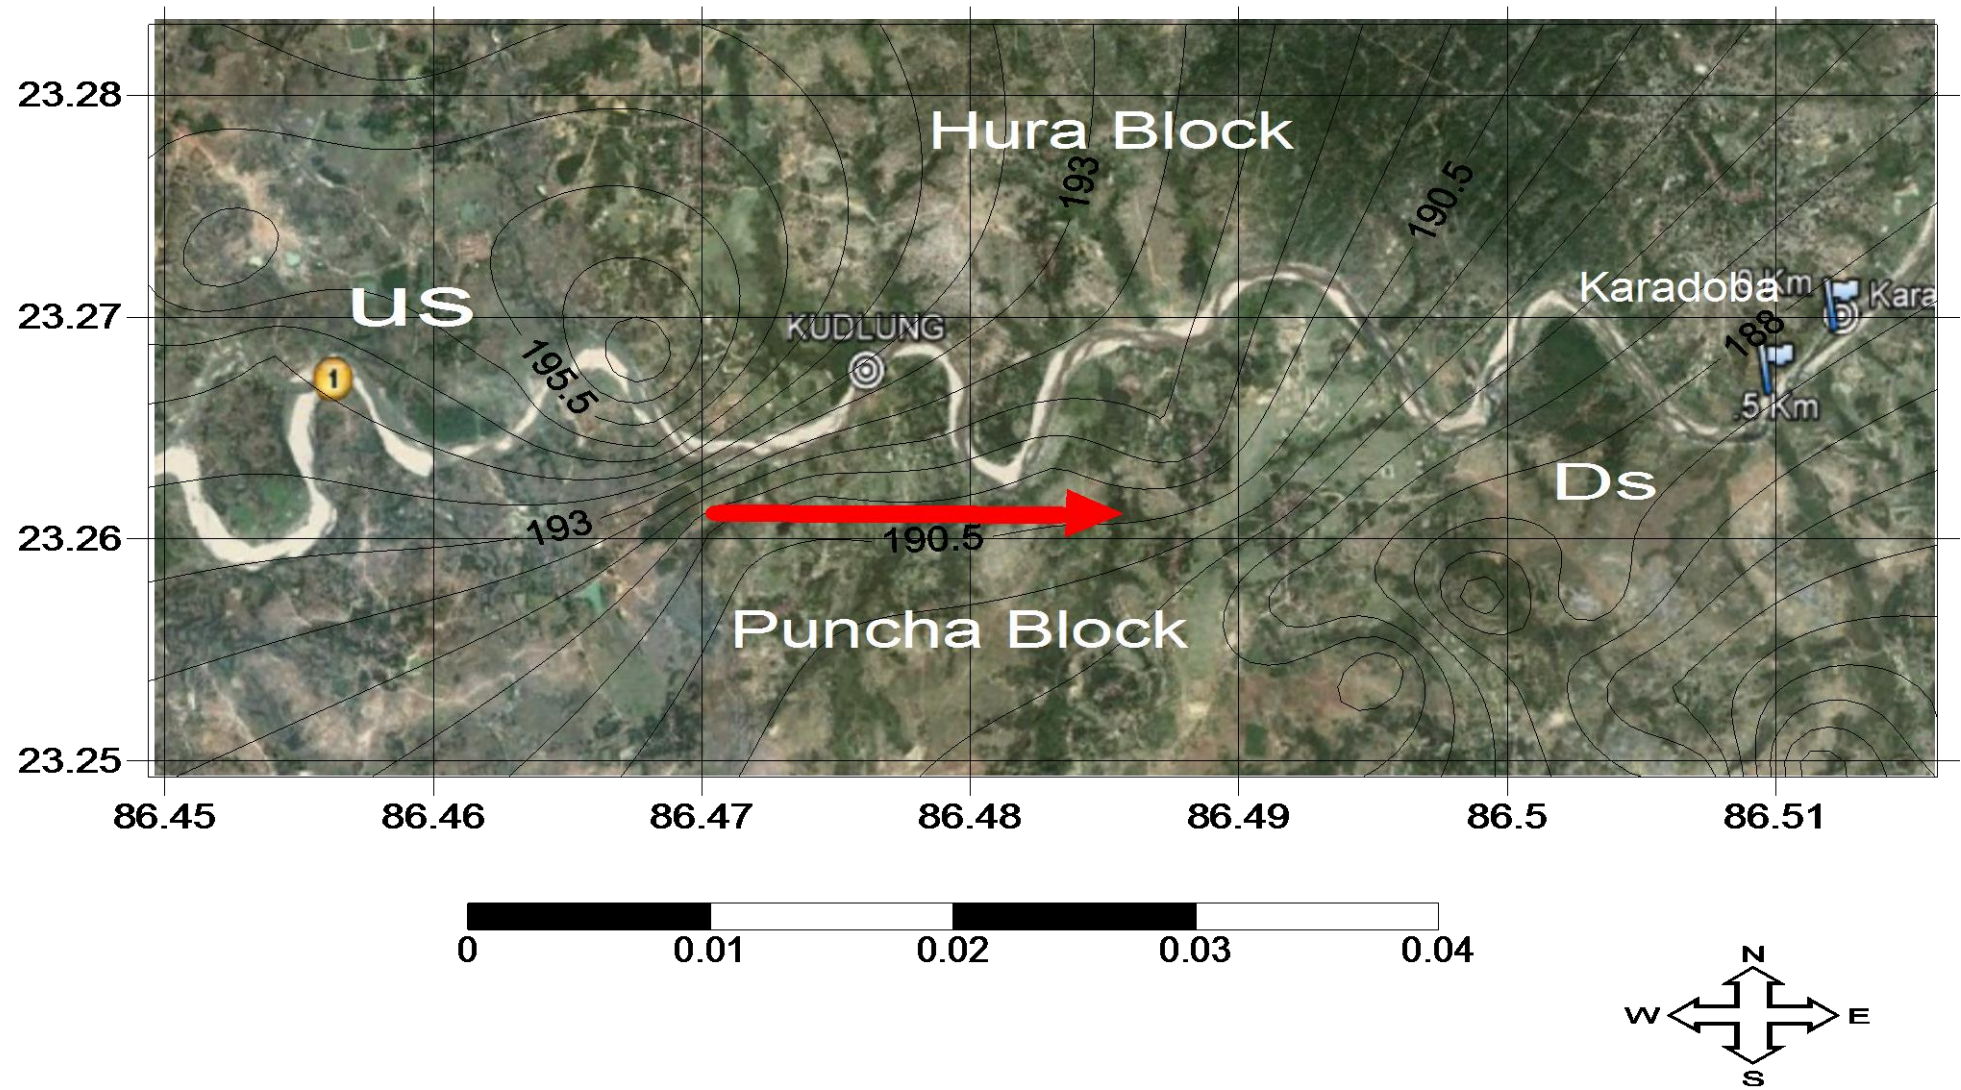 23.28
23.27
23.26
23.25
Hura Block
193
190.5
us
195.5
1
KUDLUNG
Karadoba
Km
Kara
188
.5 Km
Ds
193
190.5
Puncha Block
86.45 86.46 86.47 86.48 86.49 86.5 86.51
0 0.01 0.02 0.03 0.04
N
W E
S